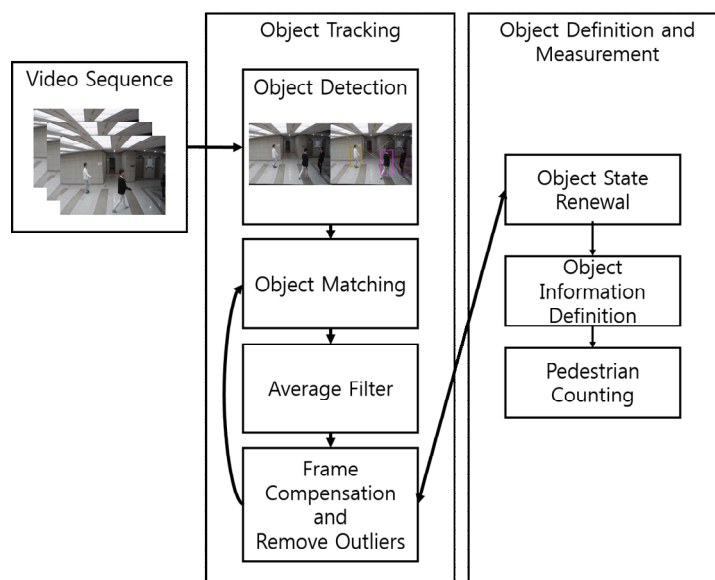 Video Sequence
Object Tracking
Object Detection
Object Matching
Average Filter
Frame
Compensation
and
Remove Outliers
Object Definition and
Measurement
Object State
Renewal
Object
Information
Definition
Pedestrian
Counting